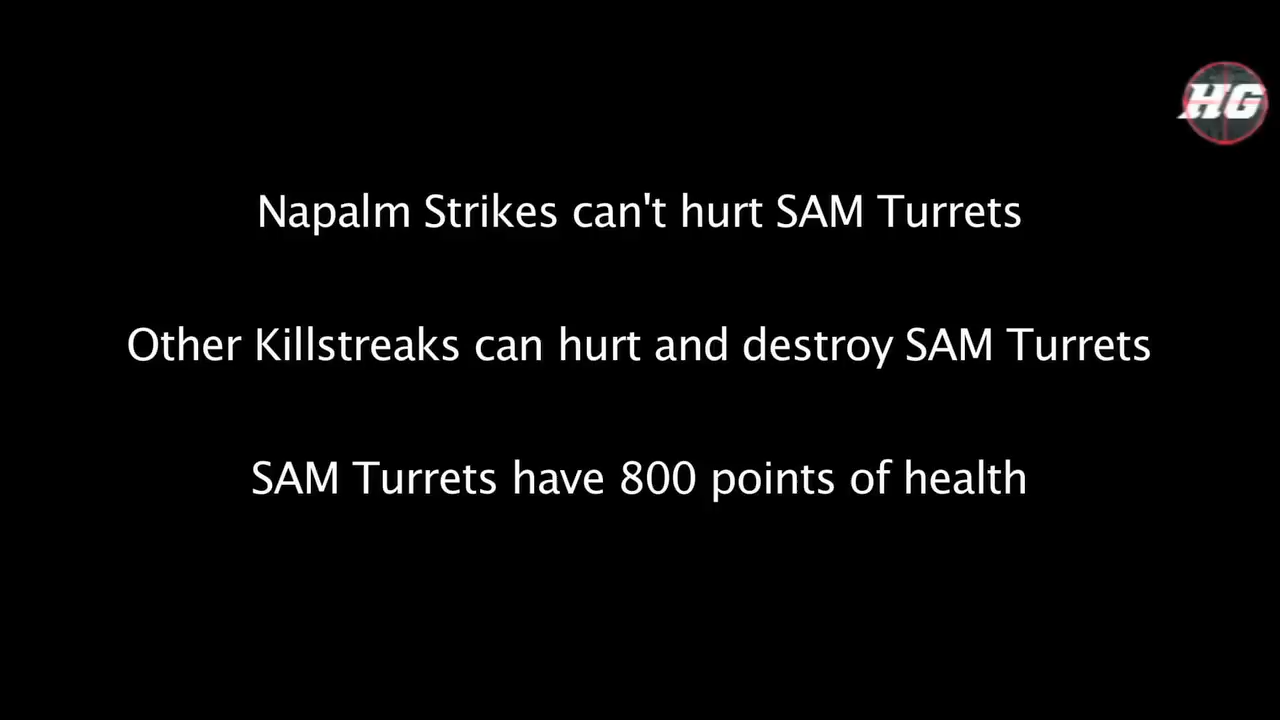 HG
Napalm Strikes can't hurt SAM Turrets
Other Killstreaks can hurt and destroy SAM Turrets
SAM Turrets have 800 points of health